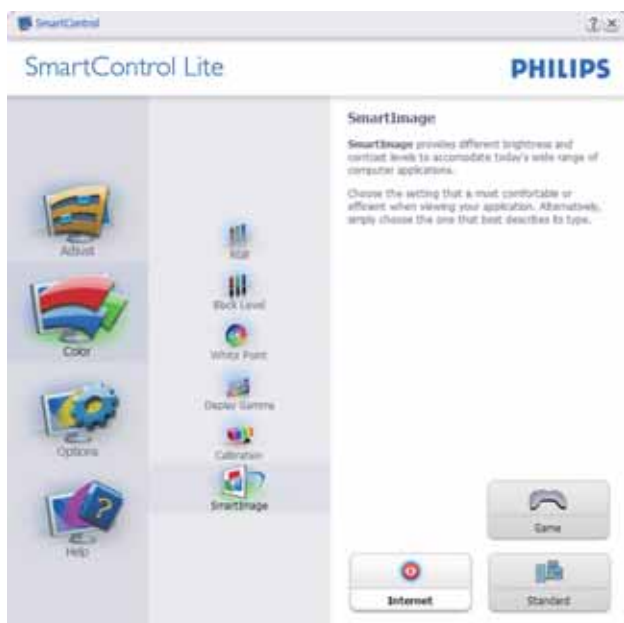 SmartControl
? ×
SmartControl Lite
PHILIPS
Adjust
Color
Options
Help
RGB
Black Level
White Point
Display Gamma
Calibration
SmartImage
SmartImage
SmartImage provides different brightness and
contrast levels to accomodate today's wide range of
computer applications.
Choose the setting that is most comfortable or
efficient when viewing your application. Alternatively,
simply choose the one that best describes its type.
Game
Internet
Standard